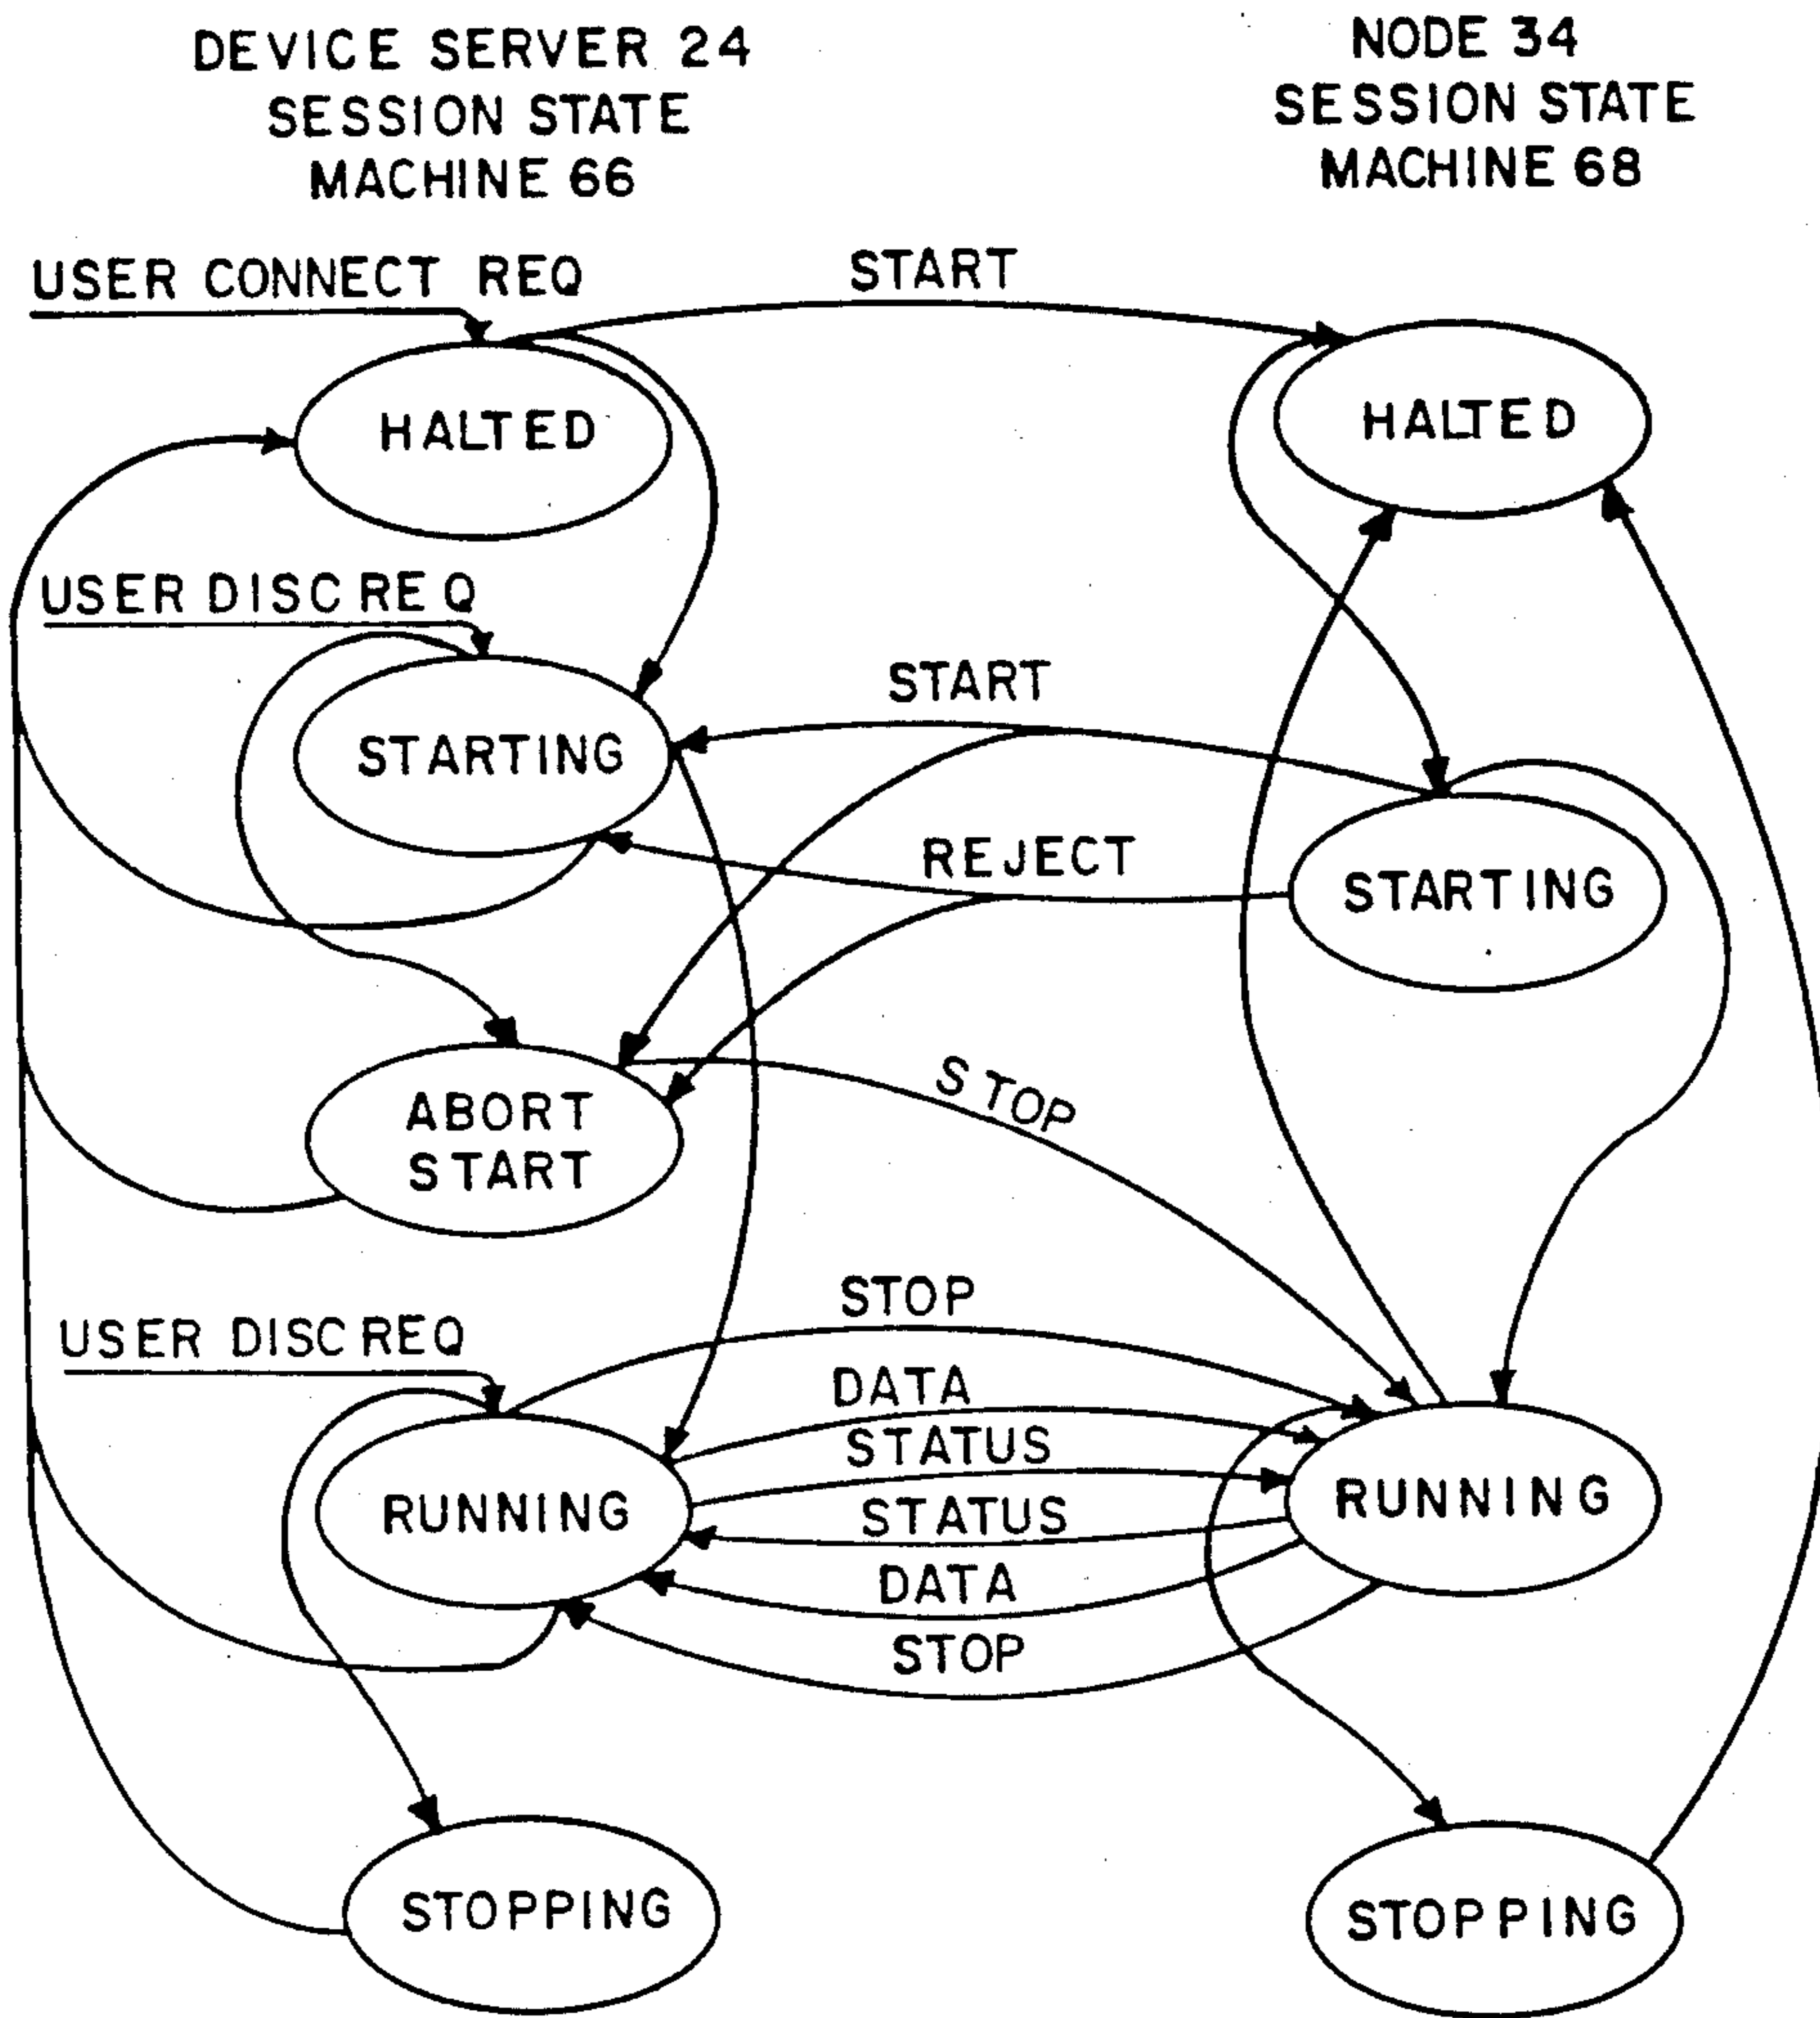 DEVICE SERVER 24
SESSION STATE
MACHINE 66
NODE 34
SESSION STATE
MACHINE 68
USER CONNECT REQ
START
HALTED
HALTED
USER DISC REQ
START
STARTING
REJECT
STARTING
STOP
ABORT
START
STOP
USER DISC REQ
DATA
STATUS
RUNNING
RUNNING
STATUS
DATA
STOP
STOPPING
STOPPING